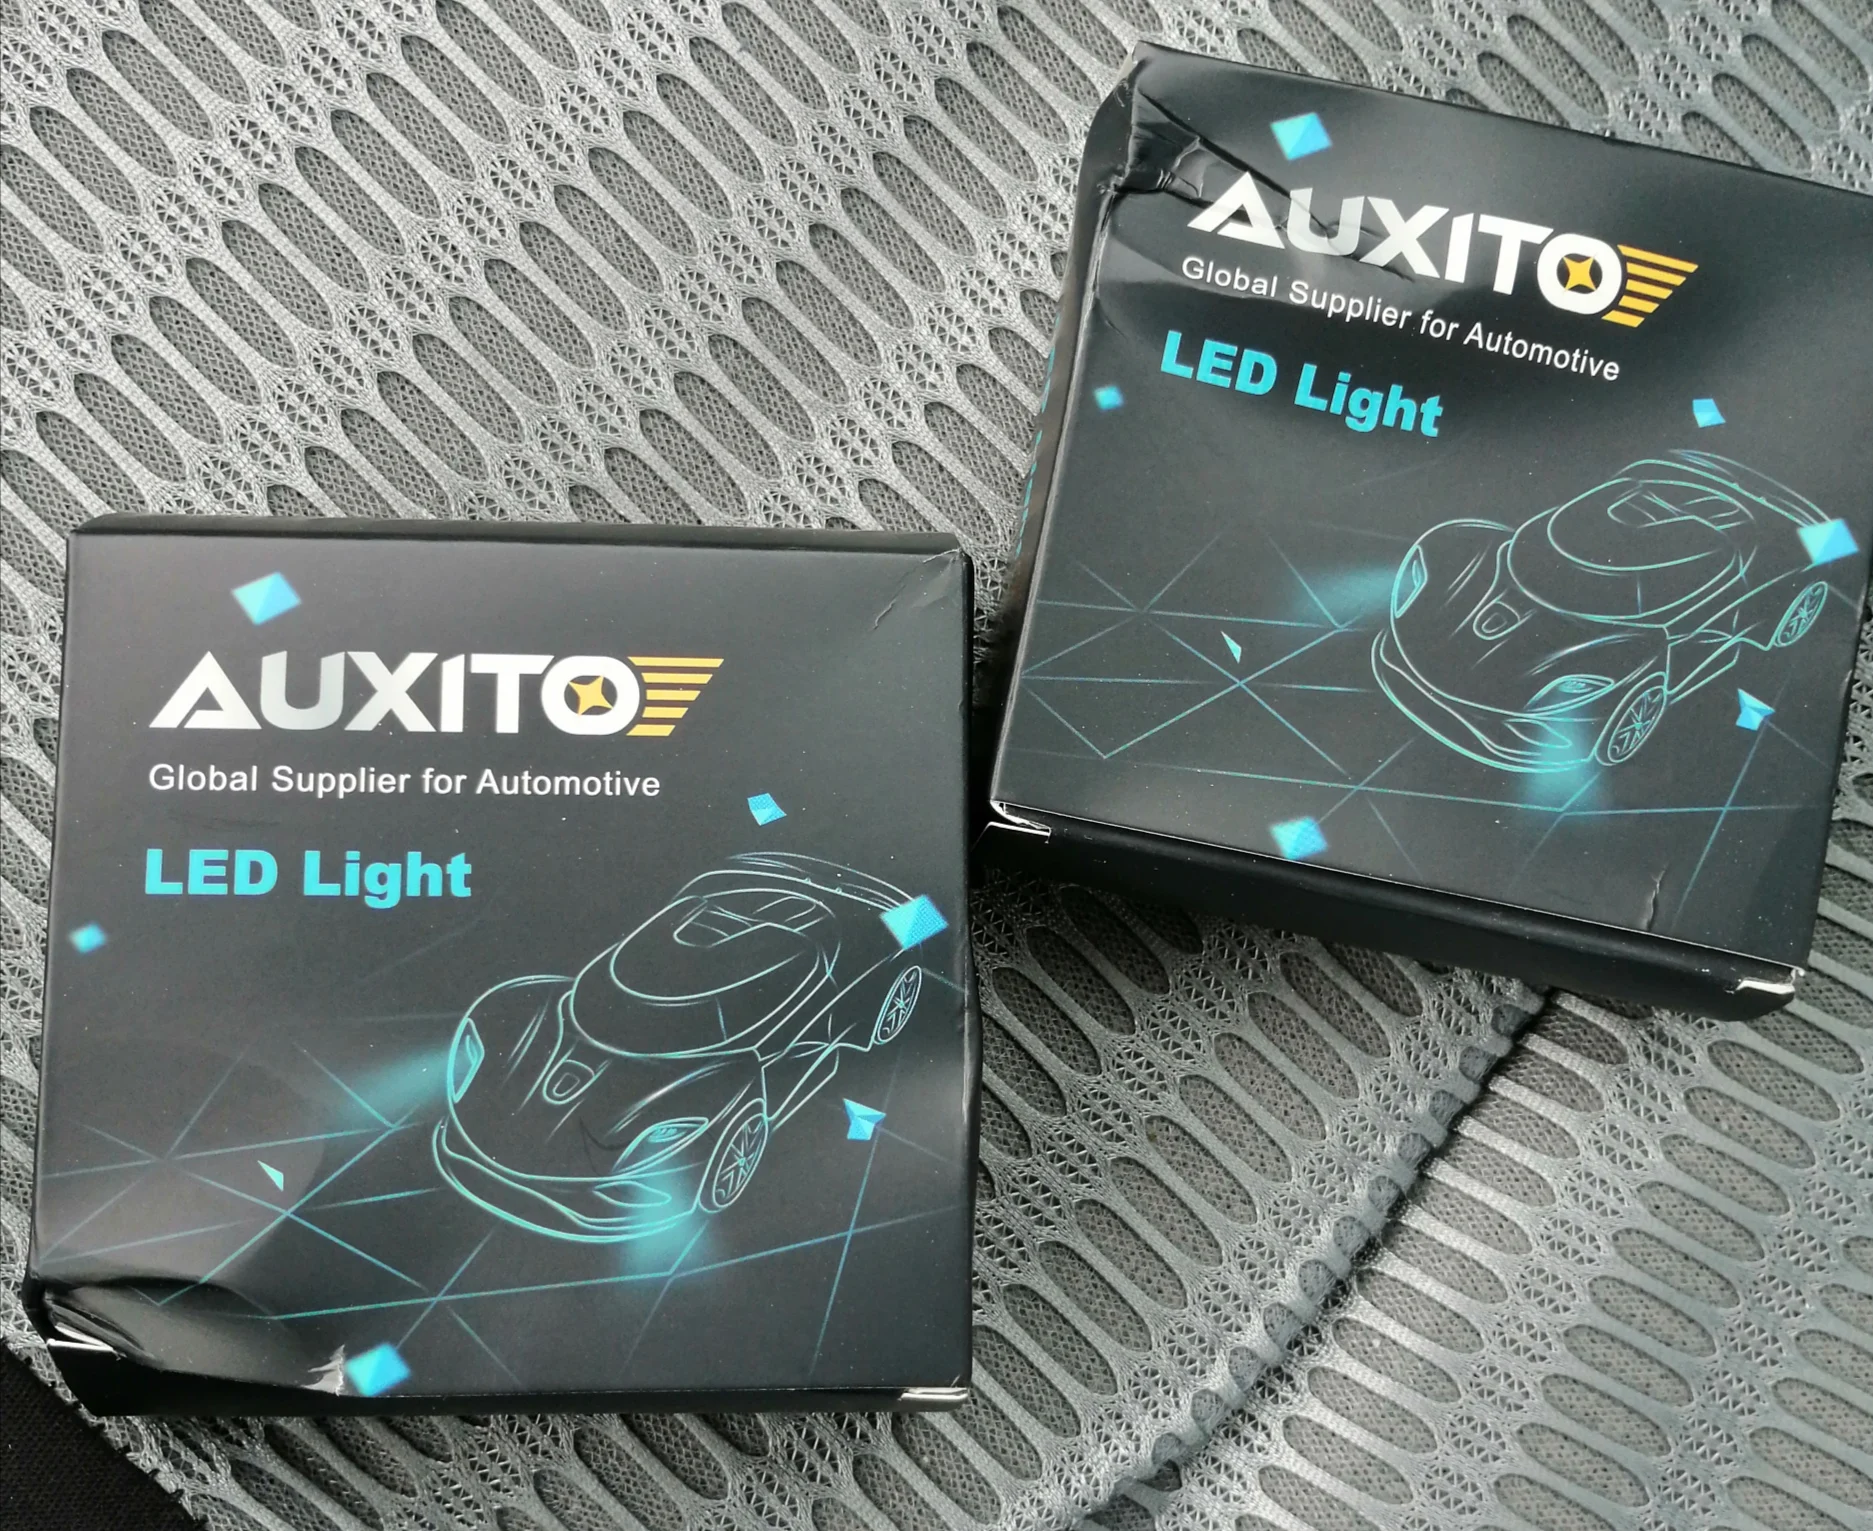 AUXITO
Global Supplier for Automotive
LED Light
AUXITO
Global Supplier for Automotive
LED Light